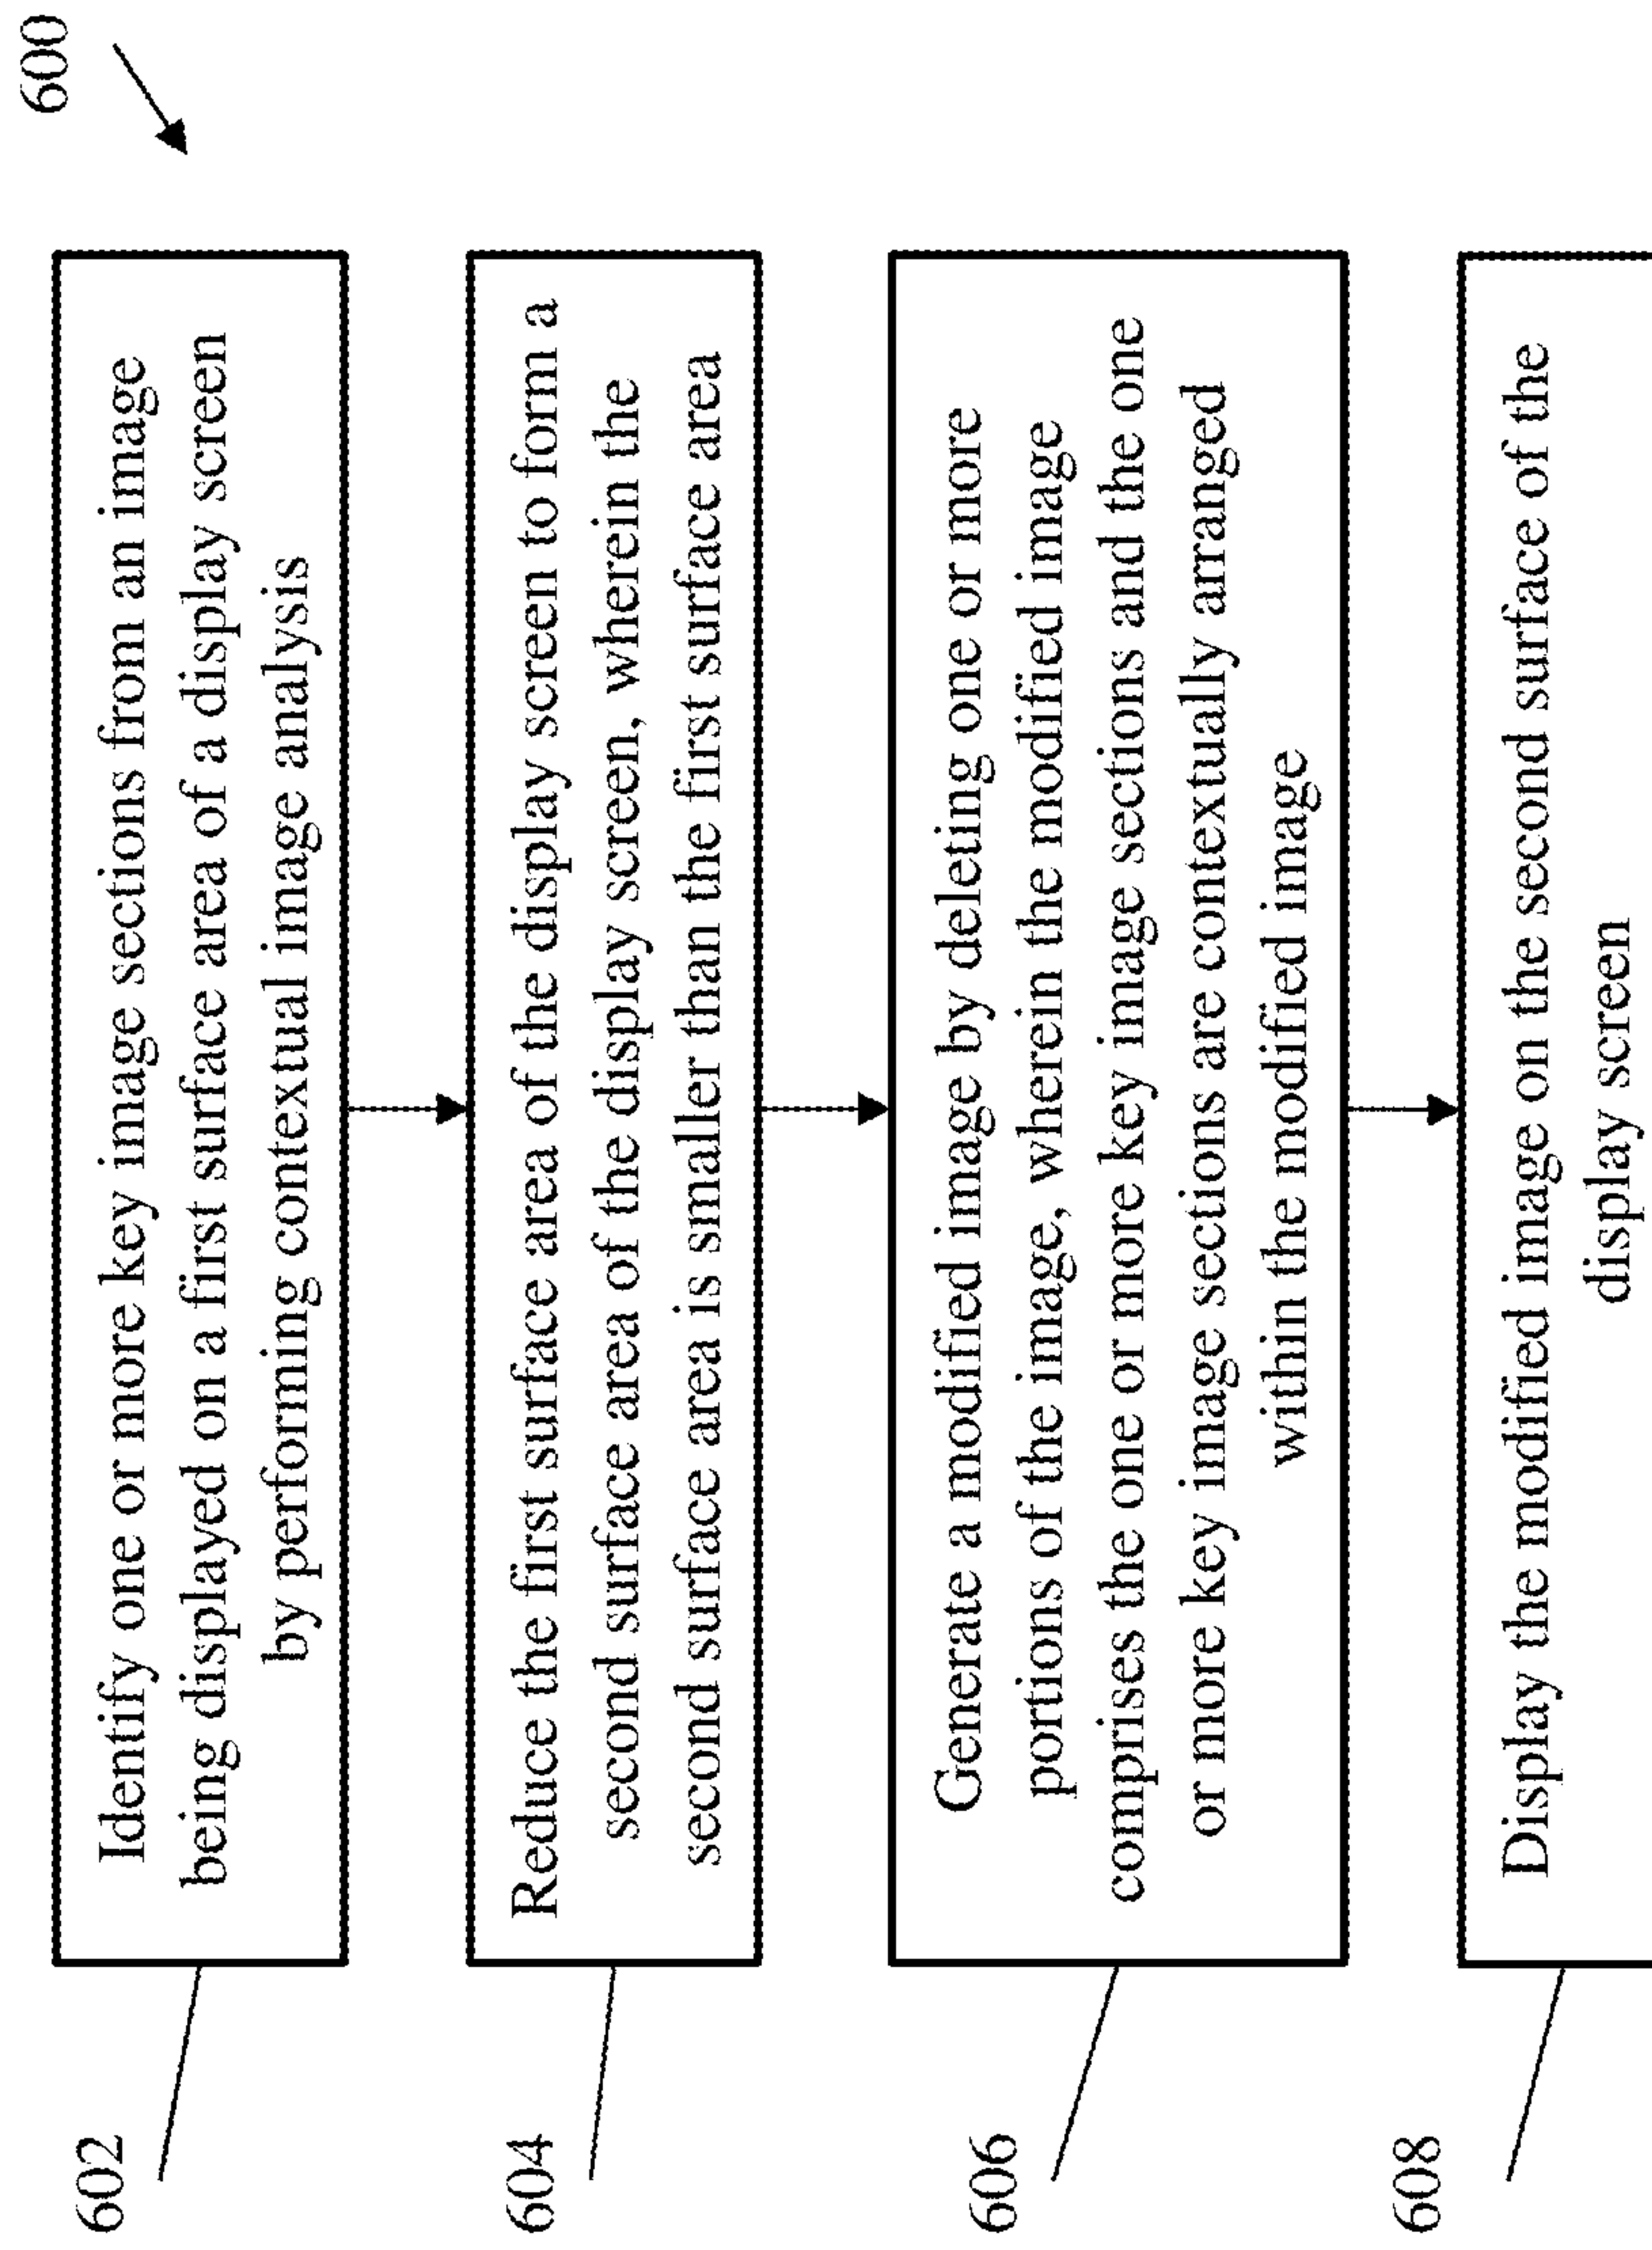 600
602
Identify one or more key image sections from an image
being displayed on a first surface area of a display screen
by performing contextual image analysis
604
Reduce the first surface area of the display screen to form a
second surface area of the display screen, wherein the
second surface area is smaller than the first surface area
606
Generate a modified image by deleting one or more
portions of the image, wherein the modified image
comprises the one or more key image sections and the one
or more key image sections are contextually arranged
within the modified image
608
Display the modified image on the second surface of the
display screen